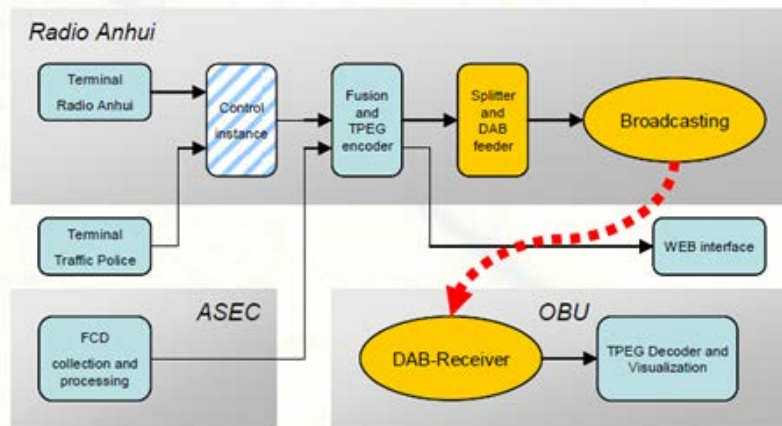 Radio Anhui
Terminal
Radio Anhui
Control
instance
Fusion
and
TPEG
encoder
Splitter
and
DAB
feeder
Broadcasting
Terminal
Traffic Police
WEB interface
ASEC
FCD
collection and
processing
OBU
DAB-Receiver
TPEG Decoder and
Visualization